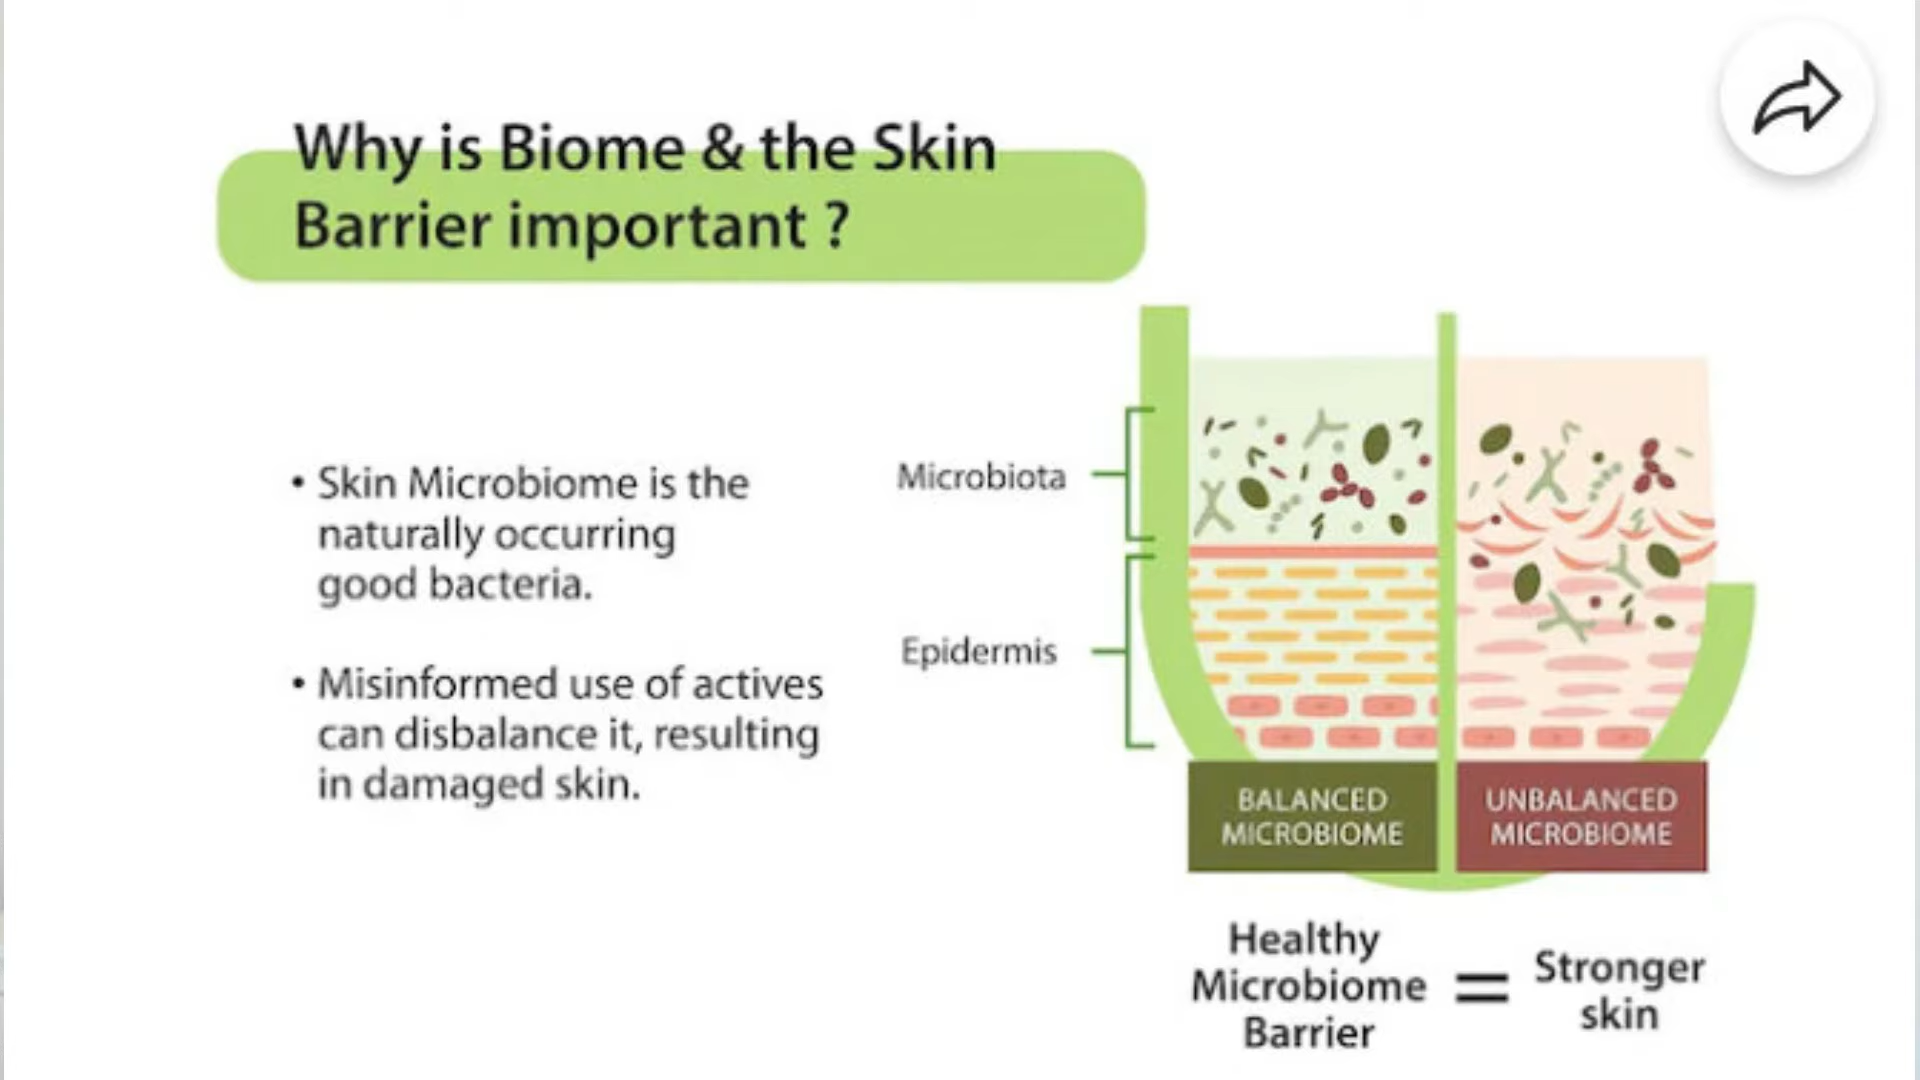 Why is Biome & the Skin
Barrier important ?
• Skin Microbiome is the
naturally occurring
good bacteria.
• Misinformed use of actives
can disbalance it, resulting
in damaged skin.
Microbiota
Epidermis
BALANCED
MICROBIOME
UNBALANCED
MICROBIOME
Healthy
Microbiome
Barrier
=
Stronger
skin